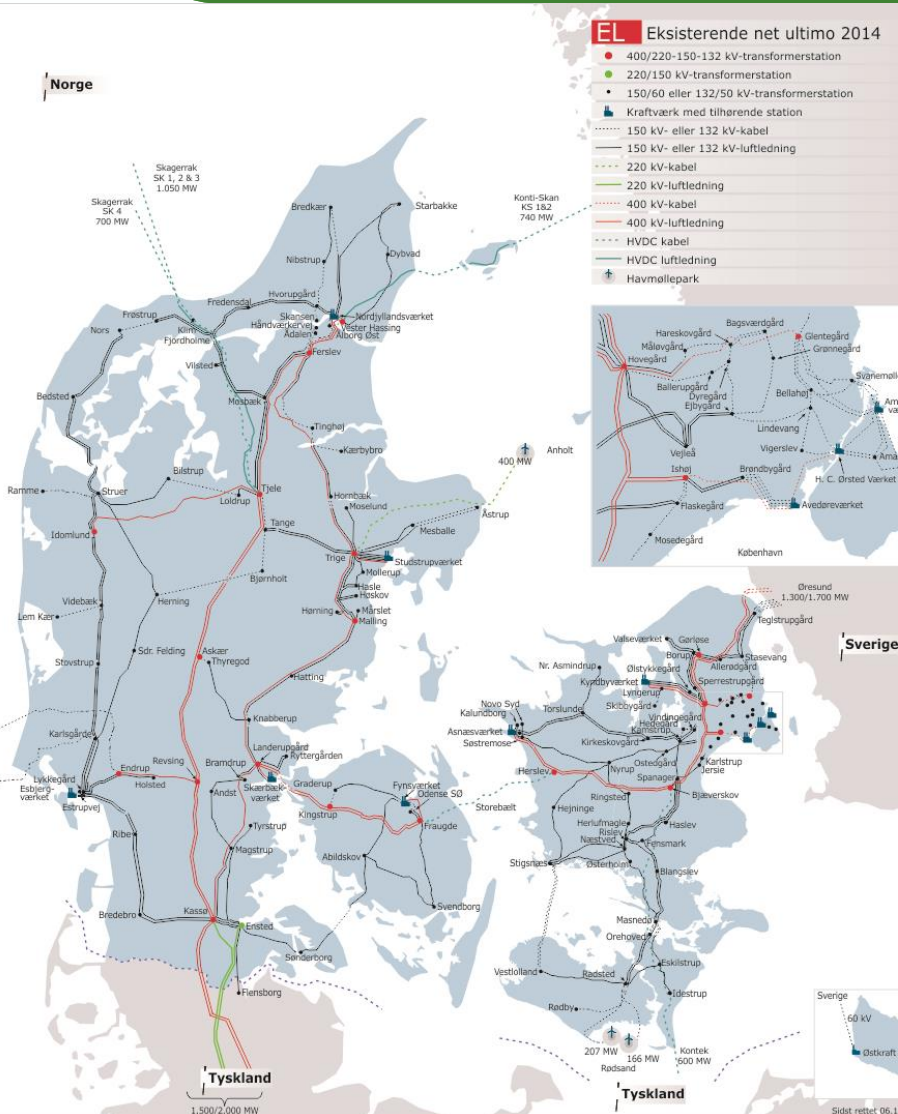 EL Eksisterende net ultimo 2014
400/220-150-132 kV-transformerstation
220/150 kV-transformerstation
150/60 eller 132/50 kV-transformerstation
Kraftværk med tilhørende station
150 kV- eller 132 kV-kabel
150 kV- eller 132 kV-luftledning
220 kV-kabel
220 kV-luftledning
400 kV-kabel
400 kV-luftledning
HVDC kabel
HVDC luftledning
Havmøllepark
Norge
Skagerrak
SK 1, 2 & 3
1.050 MW
Skagerrak
SK 4
700 MW
Konti-Skan
KS 1&2
740 MW
Bredkær
Starbakke
Nibstrup
Dybvad
Hvorupgård
Fredensdal
Frøstrup
Skansen
Håndværkervej
Ådalen
Nordjyllandsværket
Vester Hassing
Ålborg Øst
Nors
Klim
Fjordholme
Ferslev
Vilsted
Bedsted
Mosbæk
Tinghøj
Kærbybro
400 MW
Anholt
Bilstrup
Ramme
Struer
Loldrup
Tjele
Hornbæk
Moselund
Åstrup
Idomlund
Tange
Mesballe
Trige
Studstrupværket
Bjørnholt
Mollerup
Hasle
Høskov
Videbæk
Herning
Hørning
Mårslet
Malling
Lem Kær
Sdr. Felding
Askær
Thyregod
Stovstrup
Hatting
Knabberup
Karlsgårde
Landerupgård
Ryttergården
Lykkegård
Esbjerg-
værket
Endrup
Holsted
Revsing
Bramdrup
Skærbæk-
værket
Estrupvej
Andst
Graderup
Fynsværket
Odense SØ
Kingstrup
Fraugde
Storebælt
Ribe
Tyrstrup
Magstrup
Abildskov
Svendborg
Bredebro
Kassø
Ensted
Sønderborg
Flensborg
Tyskland
1.500/2.000 MW
Hareskovgård
Bagsværdgård
Glentegård
Måløvgård
Grønnegård
Hovegård
Ballerupgård
Dyregård
Ejbygård
Bellahøj
Lindevang
Vejleå
Vigerslev
Ishøj
Brøndbygård
H. C. Ørsted Værket
Flaskegård
Avedøreværket
Mosedegård
København
Øresund
1.300/1.700 MW
Teglstrupgård
Valseværket
Gørløse
Borup
Stasevang
Allerødgård
Sverige
Nr. Asmindrup
Ølstykkegård
Kyndbyværket
Sperrestrupgård
Lyngerup
Skibbygård
Novo Syd
Kalundborg
Torslunde
Vindingegård
Hedegård
Kamstrup
Asnæsværket
Søstremose
Kirkeskovgård
Ostedgård
Karlstrup
Jersie
Herslev
Nyrup
Spanager
Bjæverskov
Ringsted
Hejninge
Herlufmagle
Haslev
Rislev
Næstved
Fensmark
Stigsnæs
Østerholm
Blangslev
Masnedø
Orehoved
Vestlolland
Radsted
Eskilstrup
Idestrup
Rødby
207 MW
166 MW
Rødsand
Kontek
600 MW
Tyskland
Sverige
60 kV
Østkraft